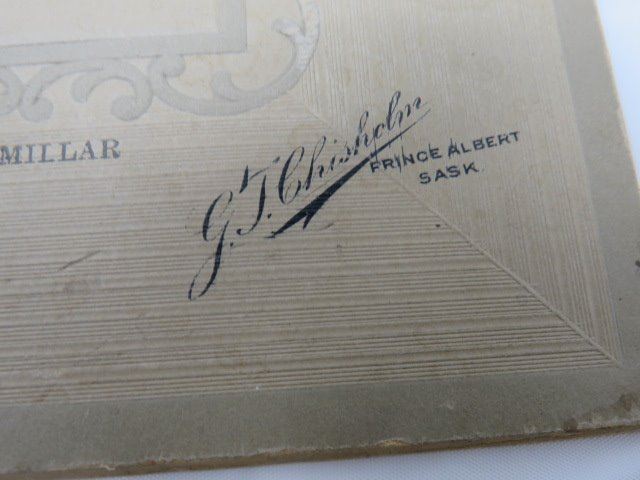 MILLAR
G.T. Chisholm
PRINCE ALBERT
SASK.